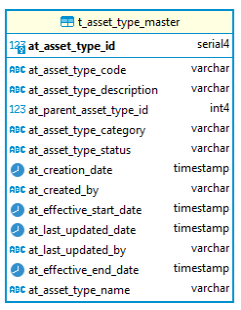 t_asset_type_master
123 at_asset_type_id serial4
ABC at_asset_type_code varchar
ABC at_asset_type_description varchar
123 at_parent_asset_type_id int4
ABC at_asset_type_category varchar
ABC at_asset_type_status varchar
at_creation_date timestamp
ABC at_created_by varchar
at_effective_start_date timestamp
at_last_updated_date timestamp
ABC at_last_updated_by varchar
at_effective_end_date timestamp
ABC at_asset_type_name varchar